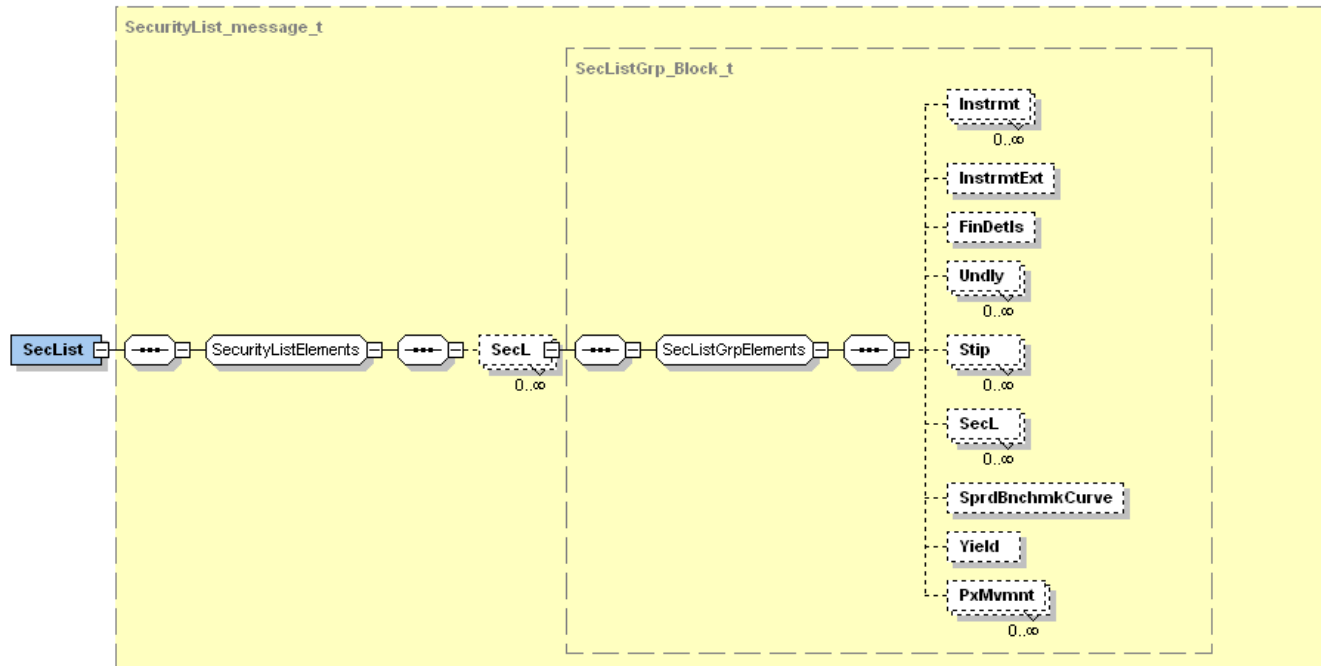 SecurityList_message_t
SecListGrp_Block_t
Instrmt
0..∞
InstrmtExt
FinDetls
Undly
0..∞
SecList
SecurityListElements
SecL
0..∞
SecListGrpElements
Stip
0..∞
SecL
0..∞
SprdBnchmkCurve
Yield
PxMvmnt
0..∞